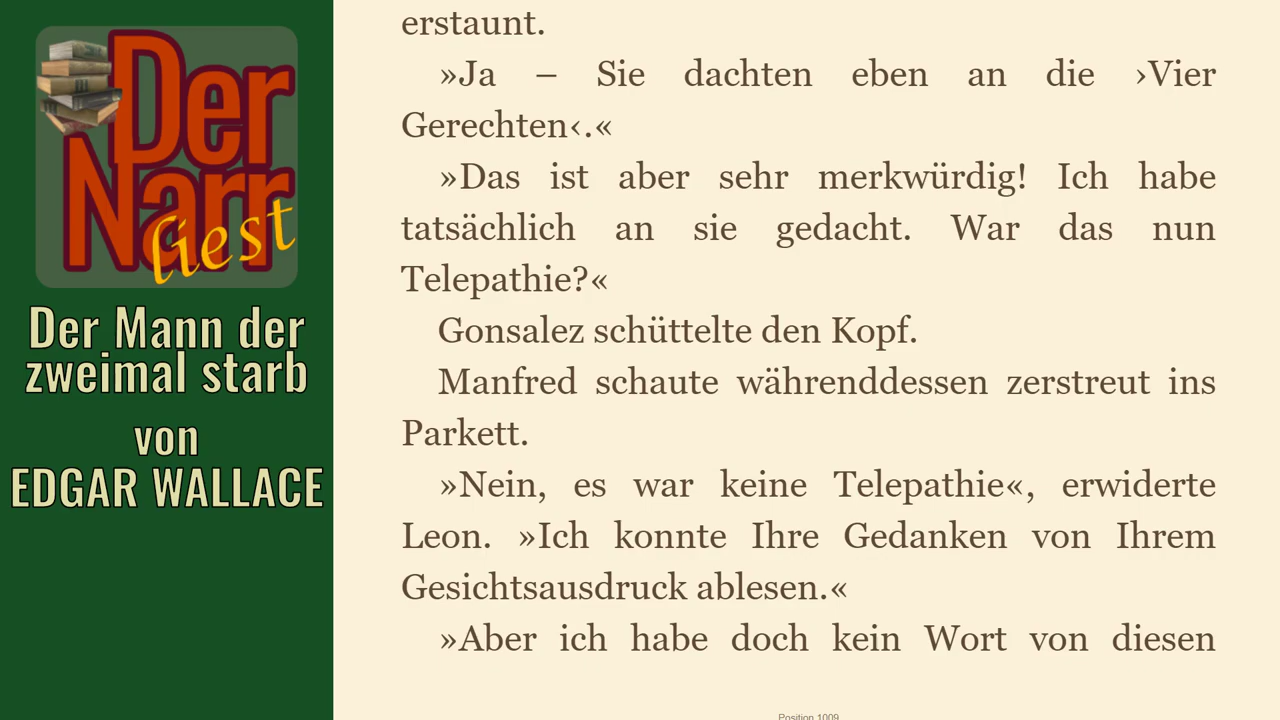 Der
Narr
liest
Der Mann der
zweimal starb
von
EDGAR WALLACE
erstaunt.
»Ja – Sie dachten eben an die ›Vier
Gerechten‹.«
»Das ist aber sehr merkwürdig! Ich habe
tatsächlich an sie gedacht. War das nun
Telepathie?«
Gonsalez schüttelte den Kopf.
Manfred schaute währenddessen zerstreut ins
Parkett.
»Nein, es war keine Telepathie«, erwiderte
Leon. »Ich konnte Ihre Gedanken von Ihrem
Gesichtsausdruck ablesen.«
»Aber ich habe doch kein Wort von diesen
Position 1009